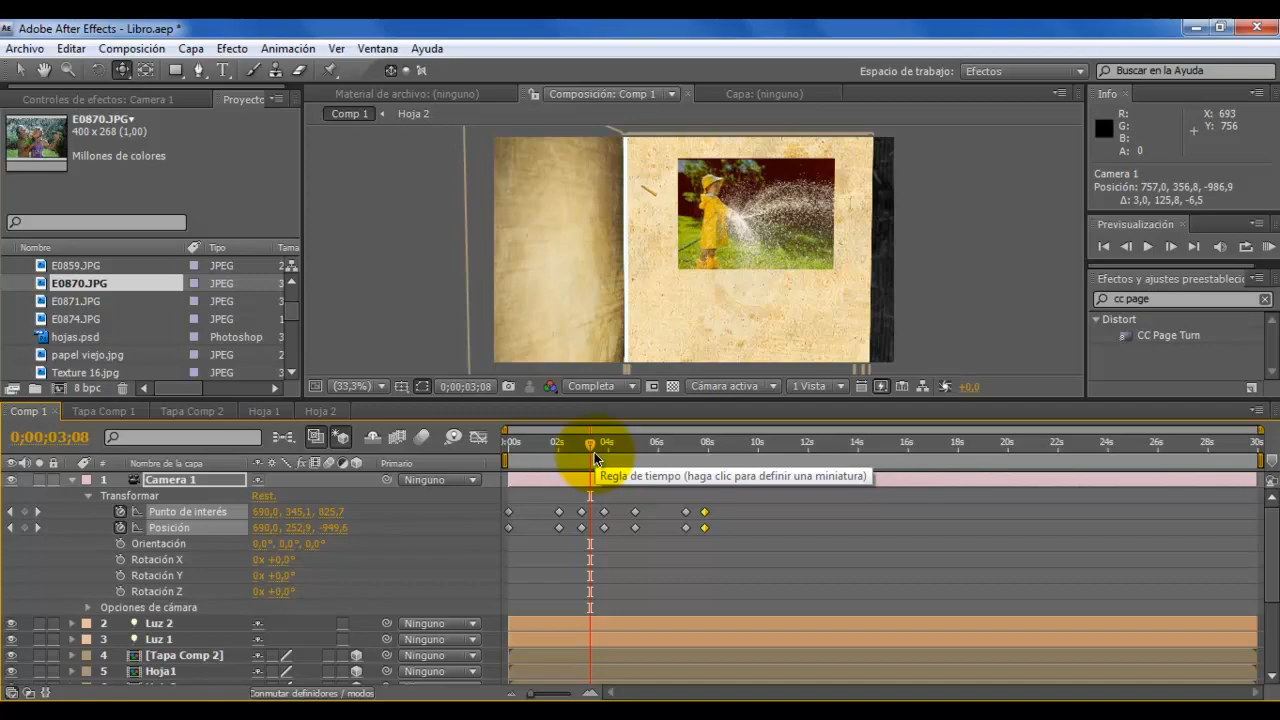 Adobe After Effects - Libro.aep *
Archivo Editar Composición Capa Efecto Animación Ver Ventana Ayuda
Espacio de trabajo: Efectos Buscar en la Ayuda
Controles de efectos: Camera 1 Proyecto
Material de archivo: (ninguno) Composición: Comp 1 Capa: (ninguno)
Info
Comp 1 Hoja 2
E0870.JPG
400 x 268 (1,00)
Millones de colores
R: X: 693
G: Y: 756
B:
A: 0
Camera 1
Posición: 757,0, 356,8, -986,9
Δ: 3,0, 125,8, -6,5
Previsualización
Nombre Tipo Tama
E0859.JPG JPEG 2
E0870.JPG JPEG 3
E0871.JPG JPEG 3
E0874.JPG JPEG 1
hojas.psd Photoshop
papel viejo.jpg JPEG
Texture 16.jpg JPEG
8 bpc
Efectos y ajustes preestableci
cc page
Distort
CC Page Turn
(33,3%) 0;00;03;08 Completa Cámara activa 1 Vista +0,0
Comp 1 Tapa Comp 1 Tapa Comp 2 Hoja 1 Hoja 2
0;00;03;08
0:00s 02s 04s 06s 08s 10s 12s 14s 16s 18s 20s 22s 24s 26s 28s 30s
# Nombre de la capa Primario
Regla de tiempo (haga clic para definir una miniatura)
1 Camera 1 Ninguno
Transformar Rest.
Punto de interés 690,0, 345,1, 825,7
Posición 690,0, 252,9, -949,6
Orientación 0,0°, 0,0°, 0,0°
Rotación X 0x +0,0°
Rotación Y 0x +0,0°
Rotación Z 0x +0,0°
Opciones de cámara
2 Luz 2 Ninguno
3 Luz 1 Ninguno
4 [Tapa Comp 2] Ninguno
5 Hoja1 Ninguno
Conmutar definidores / modos